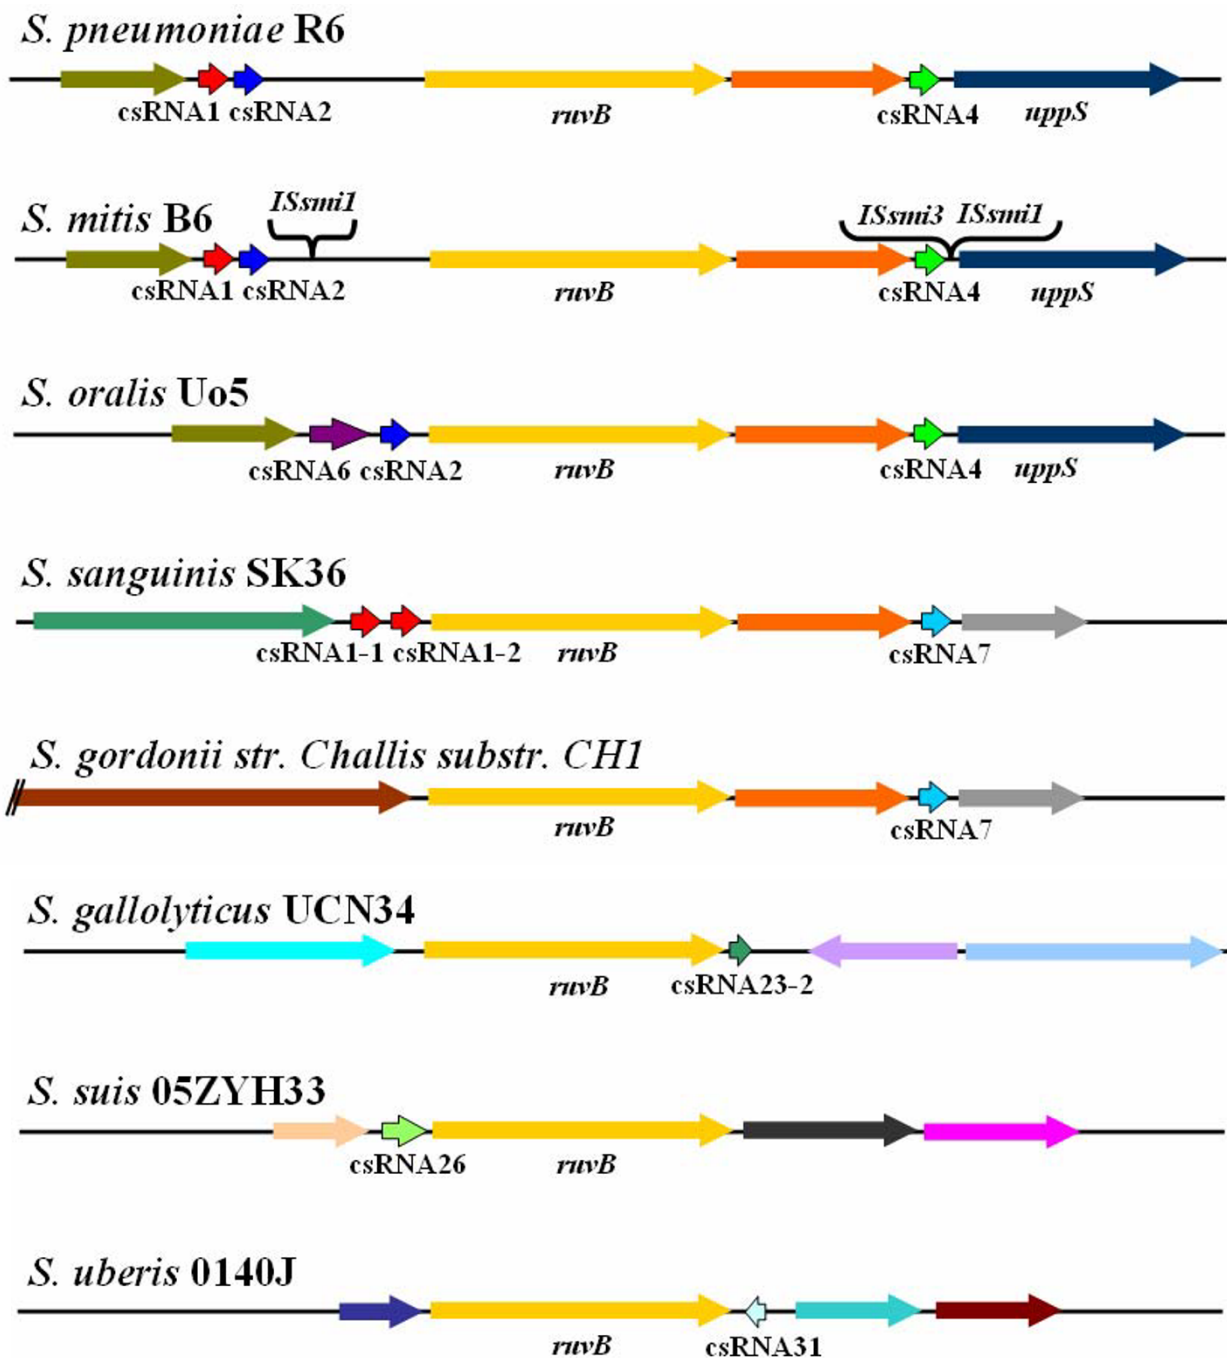 S. pneumoniae R6
csRNA1 csRNA2 ruvB csRNA4 uppS
S. mitis B6
ISsmi1 ISsmi3 ISsmi1
csRNA1 csRNA2 ruvB csRNA4 uppS
S. oralis Uo5
csRNA6 csRNA2 ruvB csRNA4 uppS
S. sanguinis SK36
csRNA1-1 csRNA1-2 ruvB csRNA7
S. gordonii str. Challis substr. CH1
ruvB csRNA7
S. gallolyticus UCN34
ruvB csRNA23-2
S. suis 05ZYH33
csRNA26 ruvB
S. uberis 0140J
ruvB csRNA31